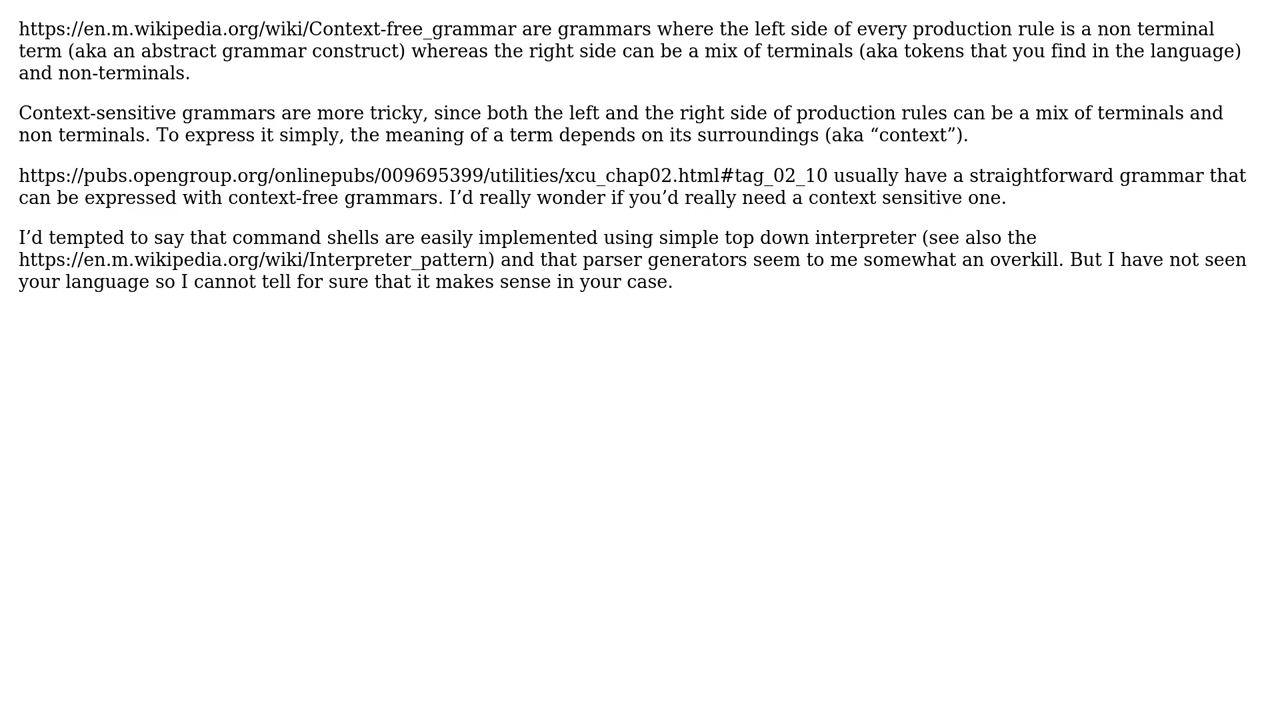 https://en.m.wikipedia.org/wiki/Context-free_grammar are grammars where the left side of every production rule is a non terminal
term (aka an abstract grammar construct) whereas the right side can be a mix of terminals (aka tokens that you find in the language)
and non-terminals.
Context-sensitive grammars are more tricky, since both the left and the right side of production rules can be a mix of terminals and
non terminals. To express it simply, the meaning of a term depends on its surroundings (aka “context”).
https://pubs.opengroup.org/onlinepubs/009695399/utilities/xcu_chap02.html#tag_02_10 usually have a straightforward grammar that
can be expressed with context-free grammars. I’d really wonder if you’d really need a context sensitive one.
I’d tempted to say that command shells are easily implemented using simple top down interpreter (see also the
https://en.m.wikipedia.org/wiki/Interpreter_pattern) and that parser generators seem to me somewhat an overkill. But I have not seen
your language so I cannot tell for sure that it makes sense in your case.